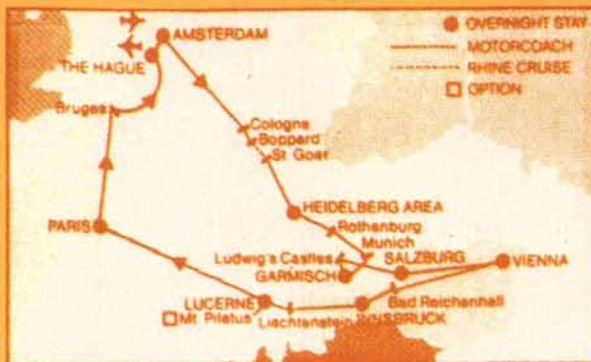 AMSTERDAM
THE HAGUE
Bruges
PARIS
Cologne
Boppard
St Goar
HEIDELBERG AREA
Rothenburg
Munich
Ludwig's Castles
GARMISCH
SALZBURG
VIENNA
Bad Reichenhall
INNSBRUCK
Liechtenstein
LUCERNE
Mt Pilatus
OVERNIGHT STAY
MOTORCOACH
RHINE CRUISE
OPTION